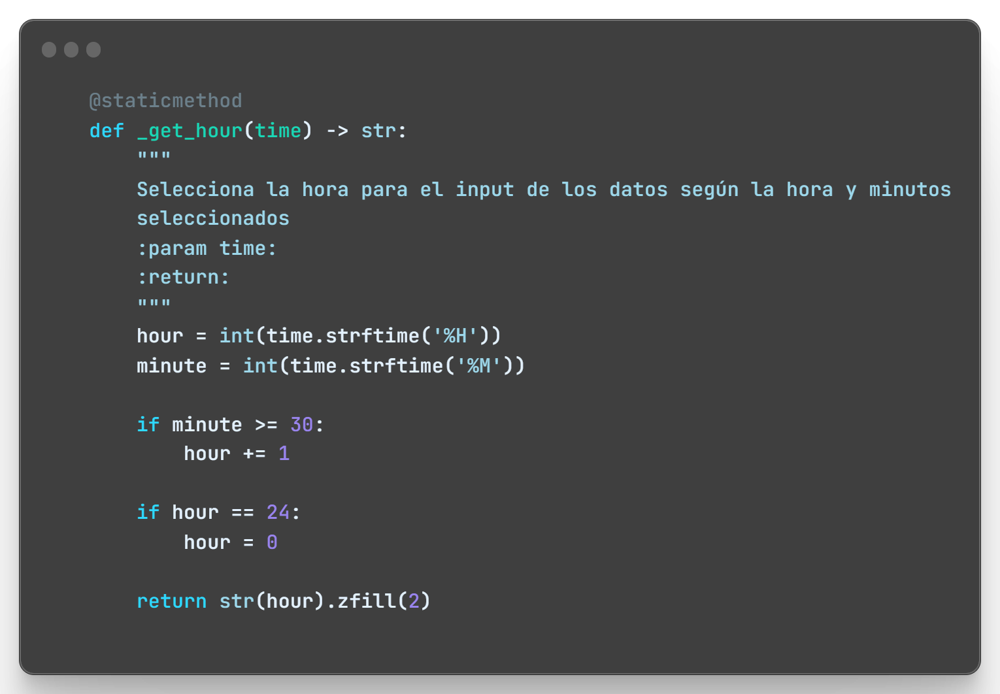 @staticmethod
def _get_hour(time) -> str:
    """
    Selecciona la hora para el input de los datos según la hora y minutos
    seleccionados
    :param time:
    :return:
    """
    hour = int(time.strftime('%H'))
    minute = int(time.strftime('%M'))

    if minute >= 30:
        hour += 1

    if hour == 24:
        hour = 0

    return str(hour).zfill(2)